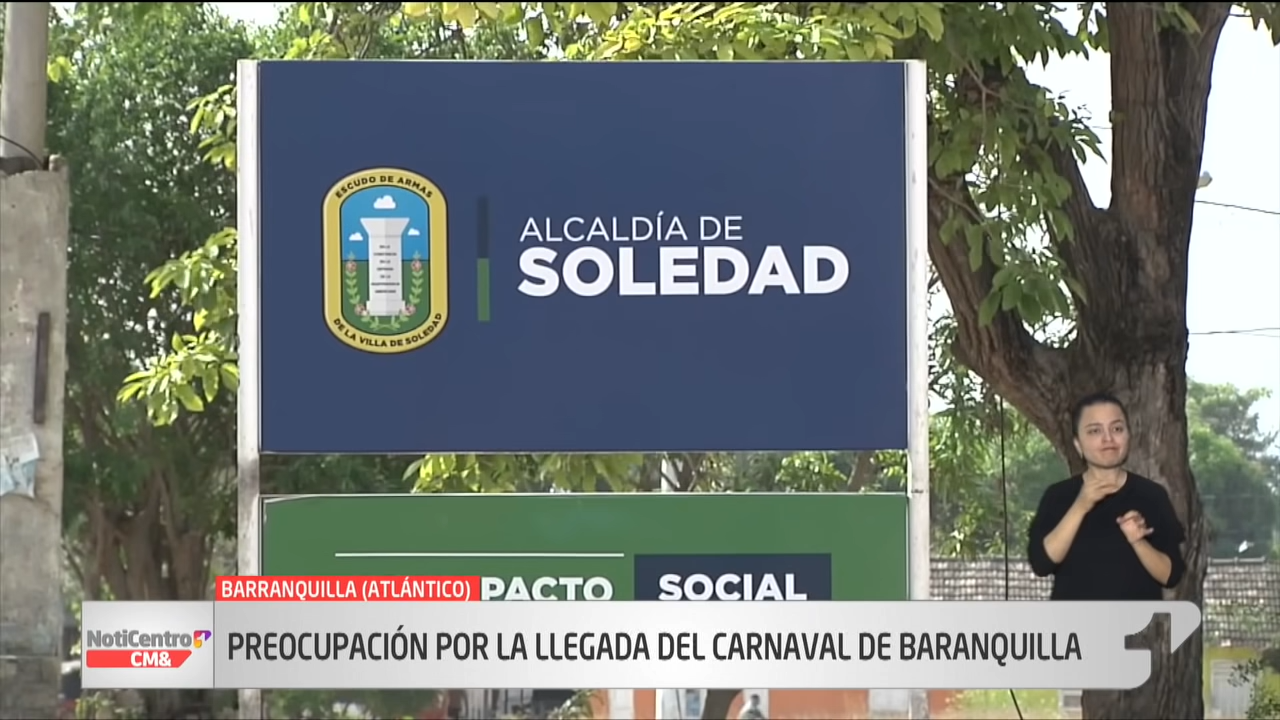 ESCUDO DE ARMAS
DE LA VILLA DE SOLEDAD
ALCALDÍA DE
SOLEDAD
PACTO SOCIAL
BARRANQUILLA (ATLÁNTICO)
NotiCentro 1
CM&
PREOCUPACIÓN POR LA LLEGADA DEL CARNAVAL DE BARANQUILLA
1